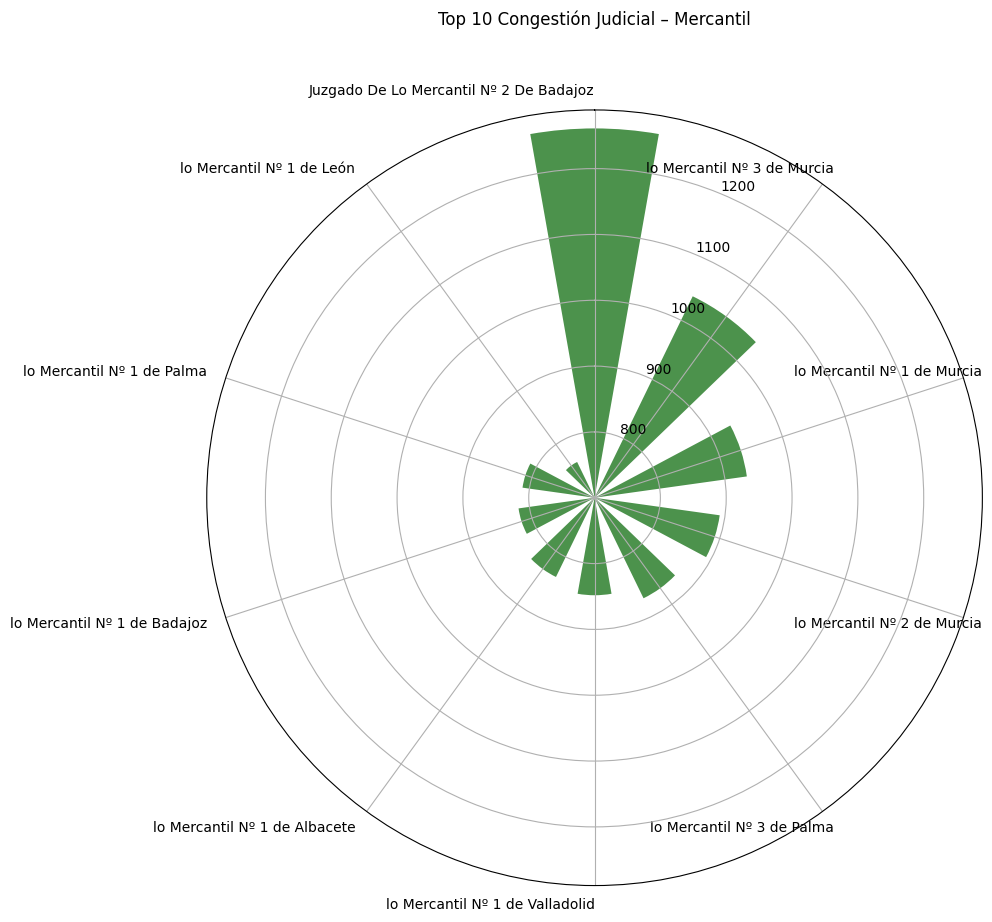 Top 10 Congestión Judicial – Mercantil
Juzgado De Lo Mercantil Nº 2 De Badajoz
lo Mercantil Nº 1 de León
lo Mercantil Nº 3 de Murcia
1200
1100
1000
900
800
lo Mercantil Nº 1 de Palma
lo Mercantil Nº 1 de Murcia
lo Mercantil Nº 1 de Badajoz
lo Mercantil Nº 2 de Murcia
lo Mercantil Nº 1 de Albacete
lo Mercantil Nº 3 de Palma
lo Mercantil Nº 1 de Valladolid